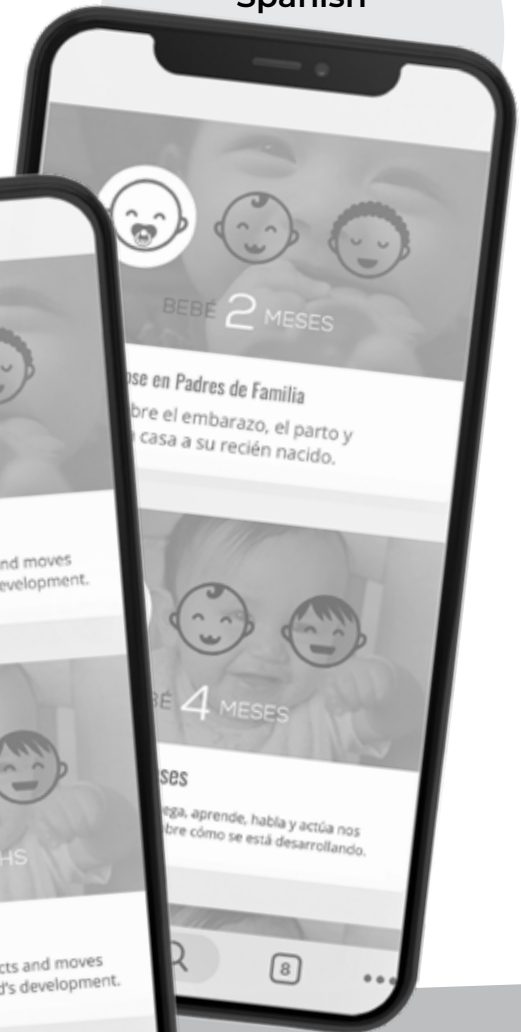 Spanish
BEBÉ 2 MESES
nse en Padres de Familia
bre el embarazo, el parto y
casa a su recién nacido.
nd moves
evelopment.
BÉ 4 MESES
ses
ega, aprende, habla y actúa nos
bre cómo se está desarrollando.
HS
cts and moves
d's development.
8